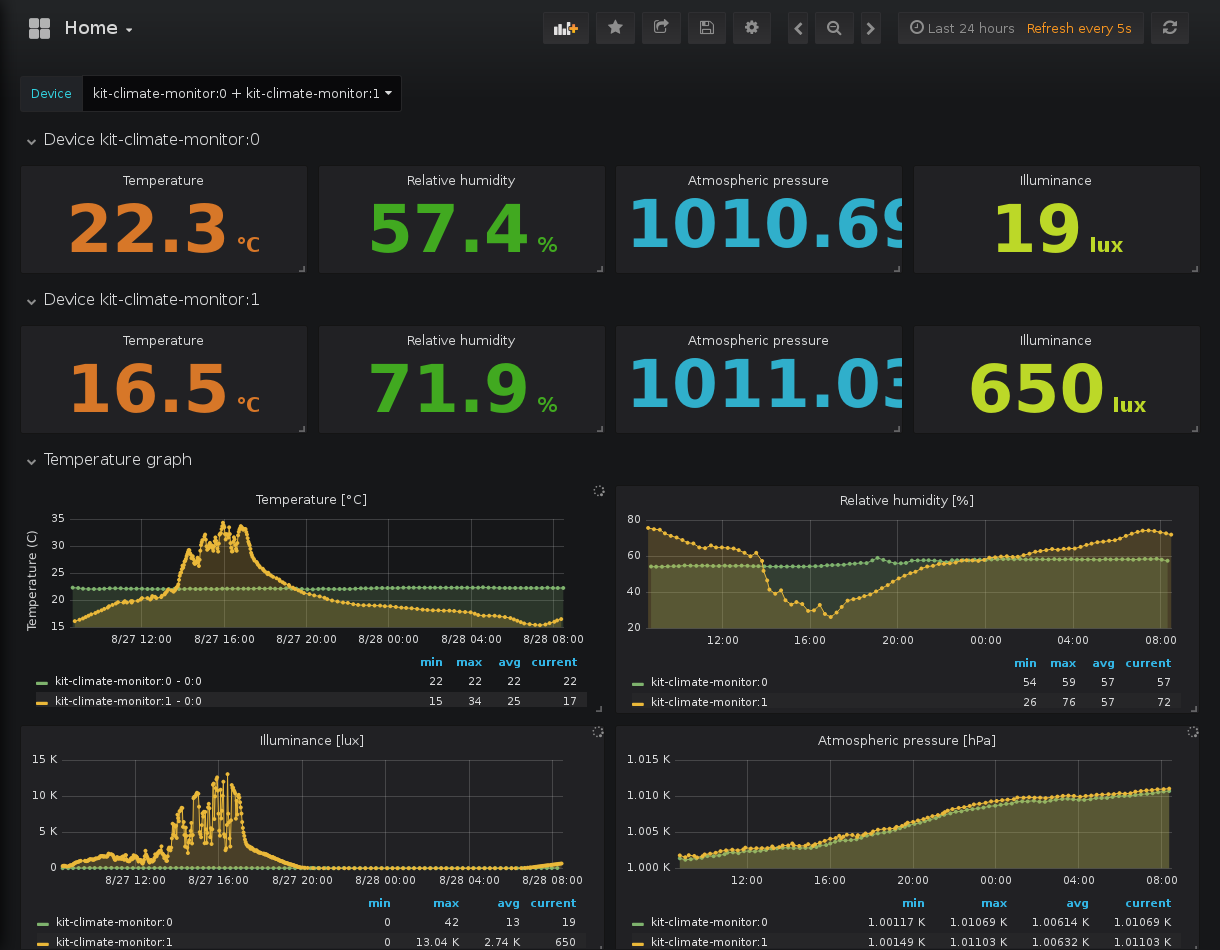 Home
Last 24 hours Refresh every 5s
Device kit-climate-monitor:0 + kit-climate-monitor:1
Device kit-climate-monitor:0
Temperature Relative humidity Atmospheric pressure Illuminance
22.3 °C 57.4 % 1010.69 19 lux
Device kit-climate-monitor:1
Temperature Relative humidity Atmospheric pressure Illuminance
16.5 °C 71.9 % 1011.03 650 lux
Temperature graph
Temperature [°C]
Temperature (C)
35
30
25
20
15
8/27 12:00 8/27 16:00 8/27 20:00 8/28 00:00 8/28 04:00 8/28 08:00
min max avg current
kit-climate-monitor:0 - 0:0 22 22 22 22
kit-climate-monitor:1 - 0:0 15 34 25 17
Relative humidity [%]
80
60
40
20
12:00 16:00 20:00 00:00 04:00 08:00
min max avg current
kit-climate-monitor:0 54 59 57 57
kit-climate-monitor:1 26 76 57 72
Illuminance [lux]
15 K
10 K
5 K
0
8/27 12:00 8/27 16:00 8/27 20:00 8/28 00:00 8/28 04:00 8/28 08:00
min max avg current
kit-climate-monitor:0 0 42 13 19
kit-climate-monitor:1 0 13.04 K 2.74 K 650
Atmospheric pressure [hPa]
1.015 K
1.010 K
1.005 K
1.000 K
12:00 16:00 20:00 00:00 04:00 08:00
min max avg current
kit-climate-monitor:0 1.00117 K 1.01069 K 1.00614 K 1.01069 K
kit-climate-monitor:1 1.00149 K 1.01103 K 1.00632 K 1.01103 K